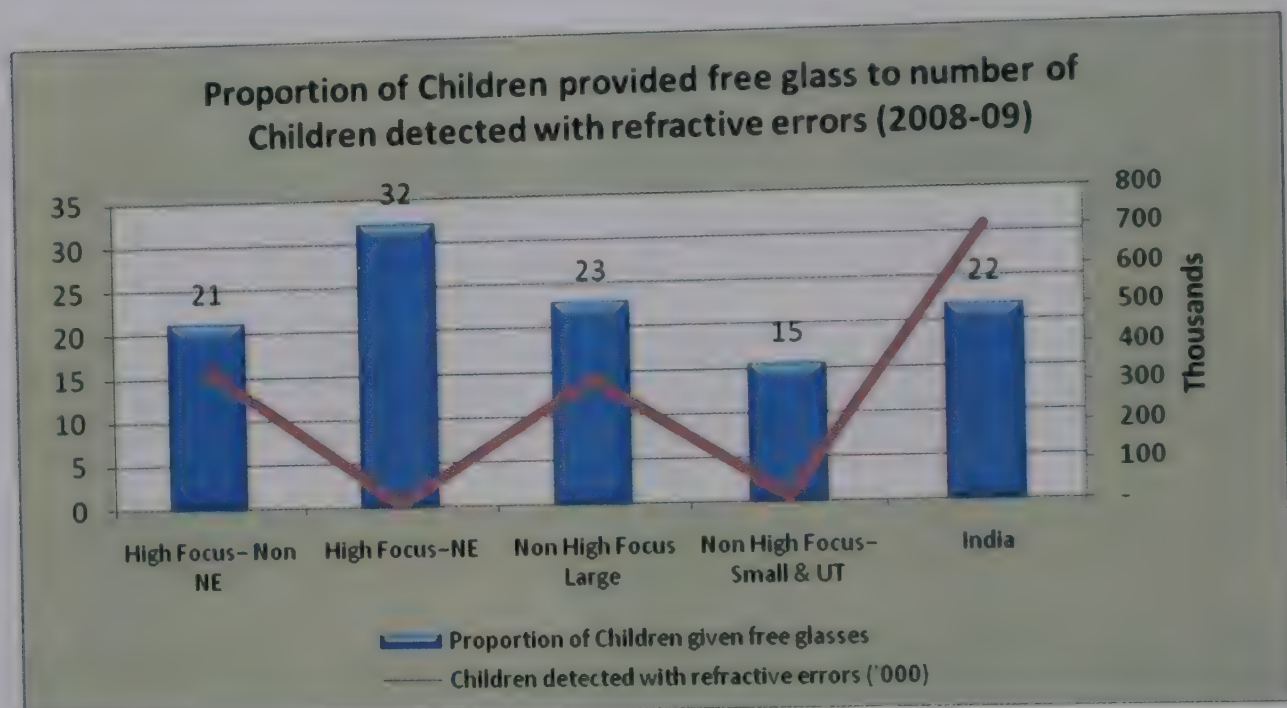 Proportion of Children provided free glass to number of
Children detected with refractive errors (2008-09)
35
30
25
20
15
10
5
0
21
32
23
15
22
800
700
600
500
400
300
200
100
-
Thousands
High Focus– Non
NE
High Focus–NE
Non High Focus
Large
Non High Focus–
Small & UT
India
Proportion of Children given free glasses
Children detected with refractive errors ('000)